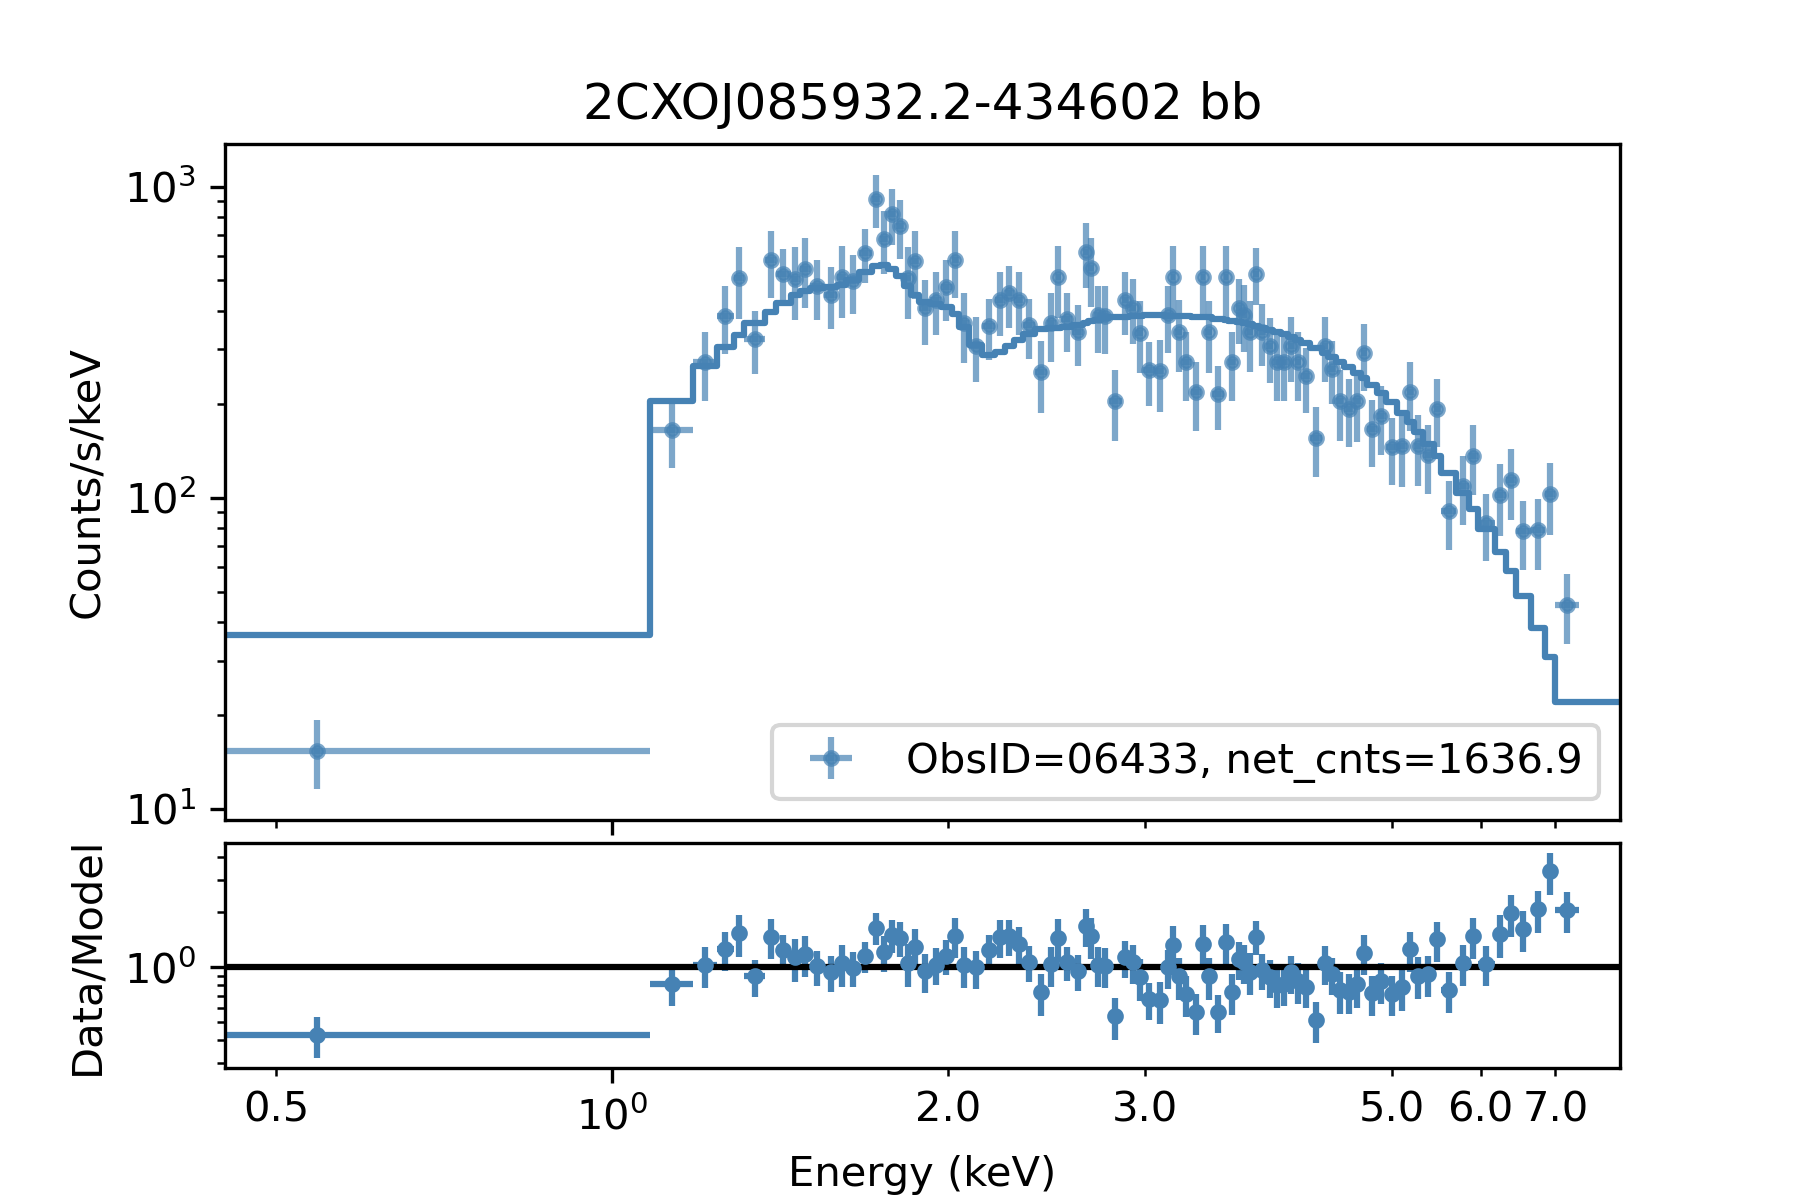 2CXOJ085932.2-434602 bb
10³
10²
10¹
Counts/s/keV
ObsID=06433, net_cnts=1636.9
10⁰
Data/Model
0.5 10⁰ 2.0 3.0 5.0 6.0 7.0
Energy (keV)